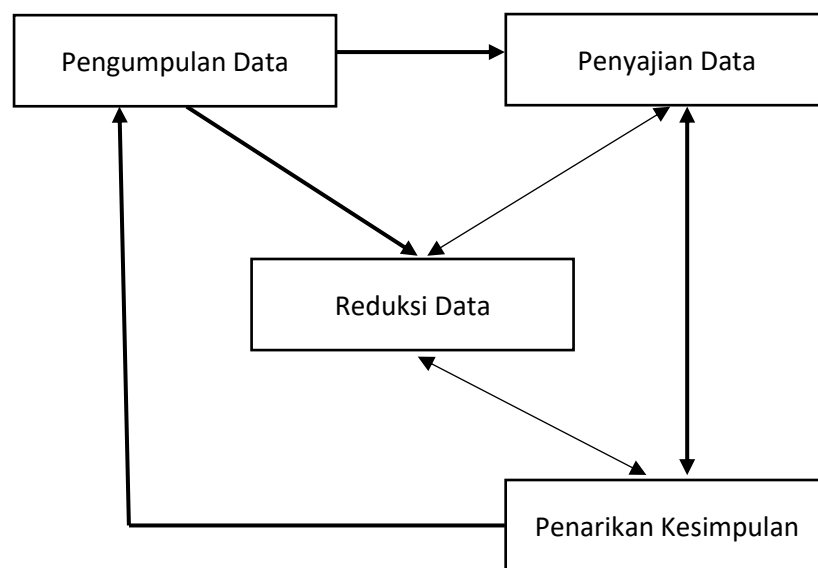 Pengumpulan Data
Penyajian Data
Reduksi Data
Penarikan Kesimpulan